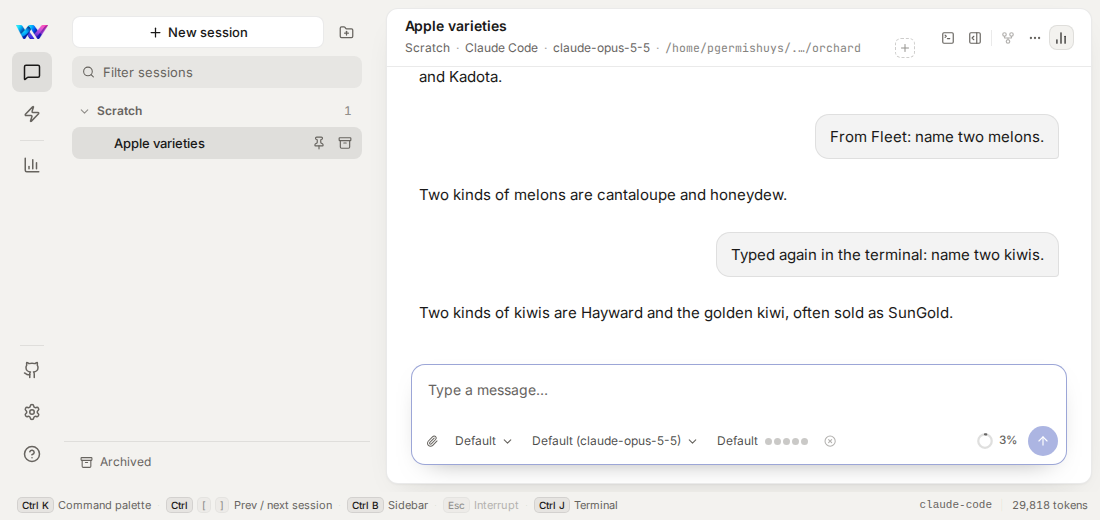 New session
Filter sessions
Scratch 1
Apple varieties
Archived
Apple varieties
Scratch · Claude Code · claude-opus-5-5 · /home/pgermishuys/.…/orchard
and Kadota.
From Fleet: name two melons.
Two kinds of melons are cantaloupe and honeydew.
Typed again in the terminal: name two kiwis.
Two kinds of kiwis are Hayward and the golden kiwi, often sold as SunGold.
Type a message...
Default Default (claude-opus-5-5) Default 3%
Ctrl K Command palette Ctrl [ ] Prev / next session Ctrl B Sidebar Esc Interrupt Ctrl J Terminal claude-code 29,818 tokens